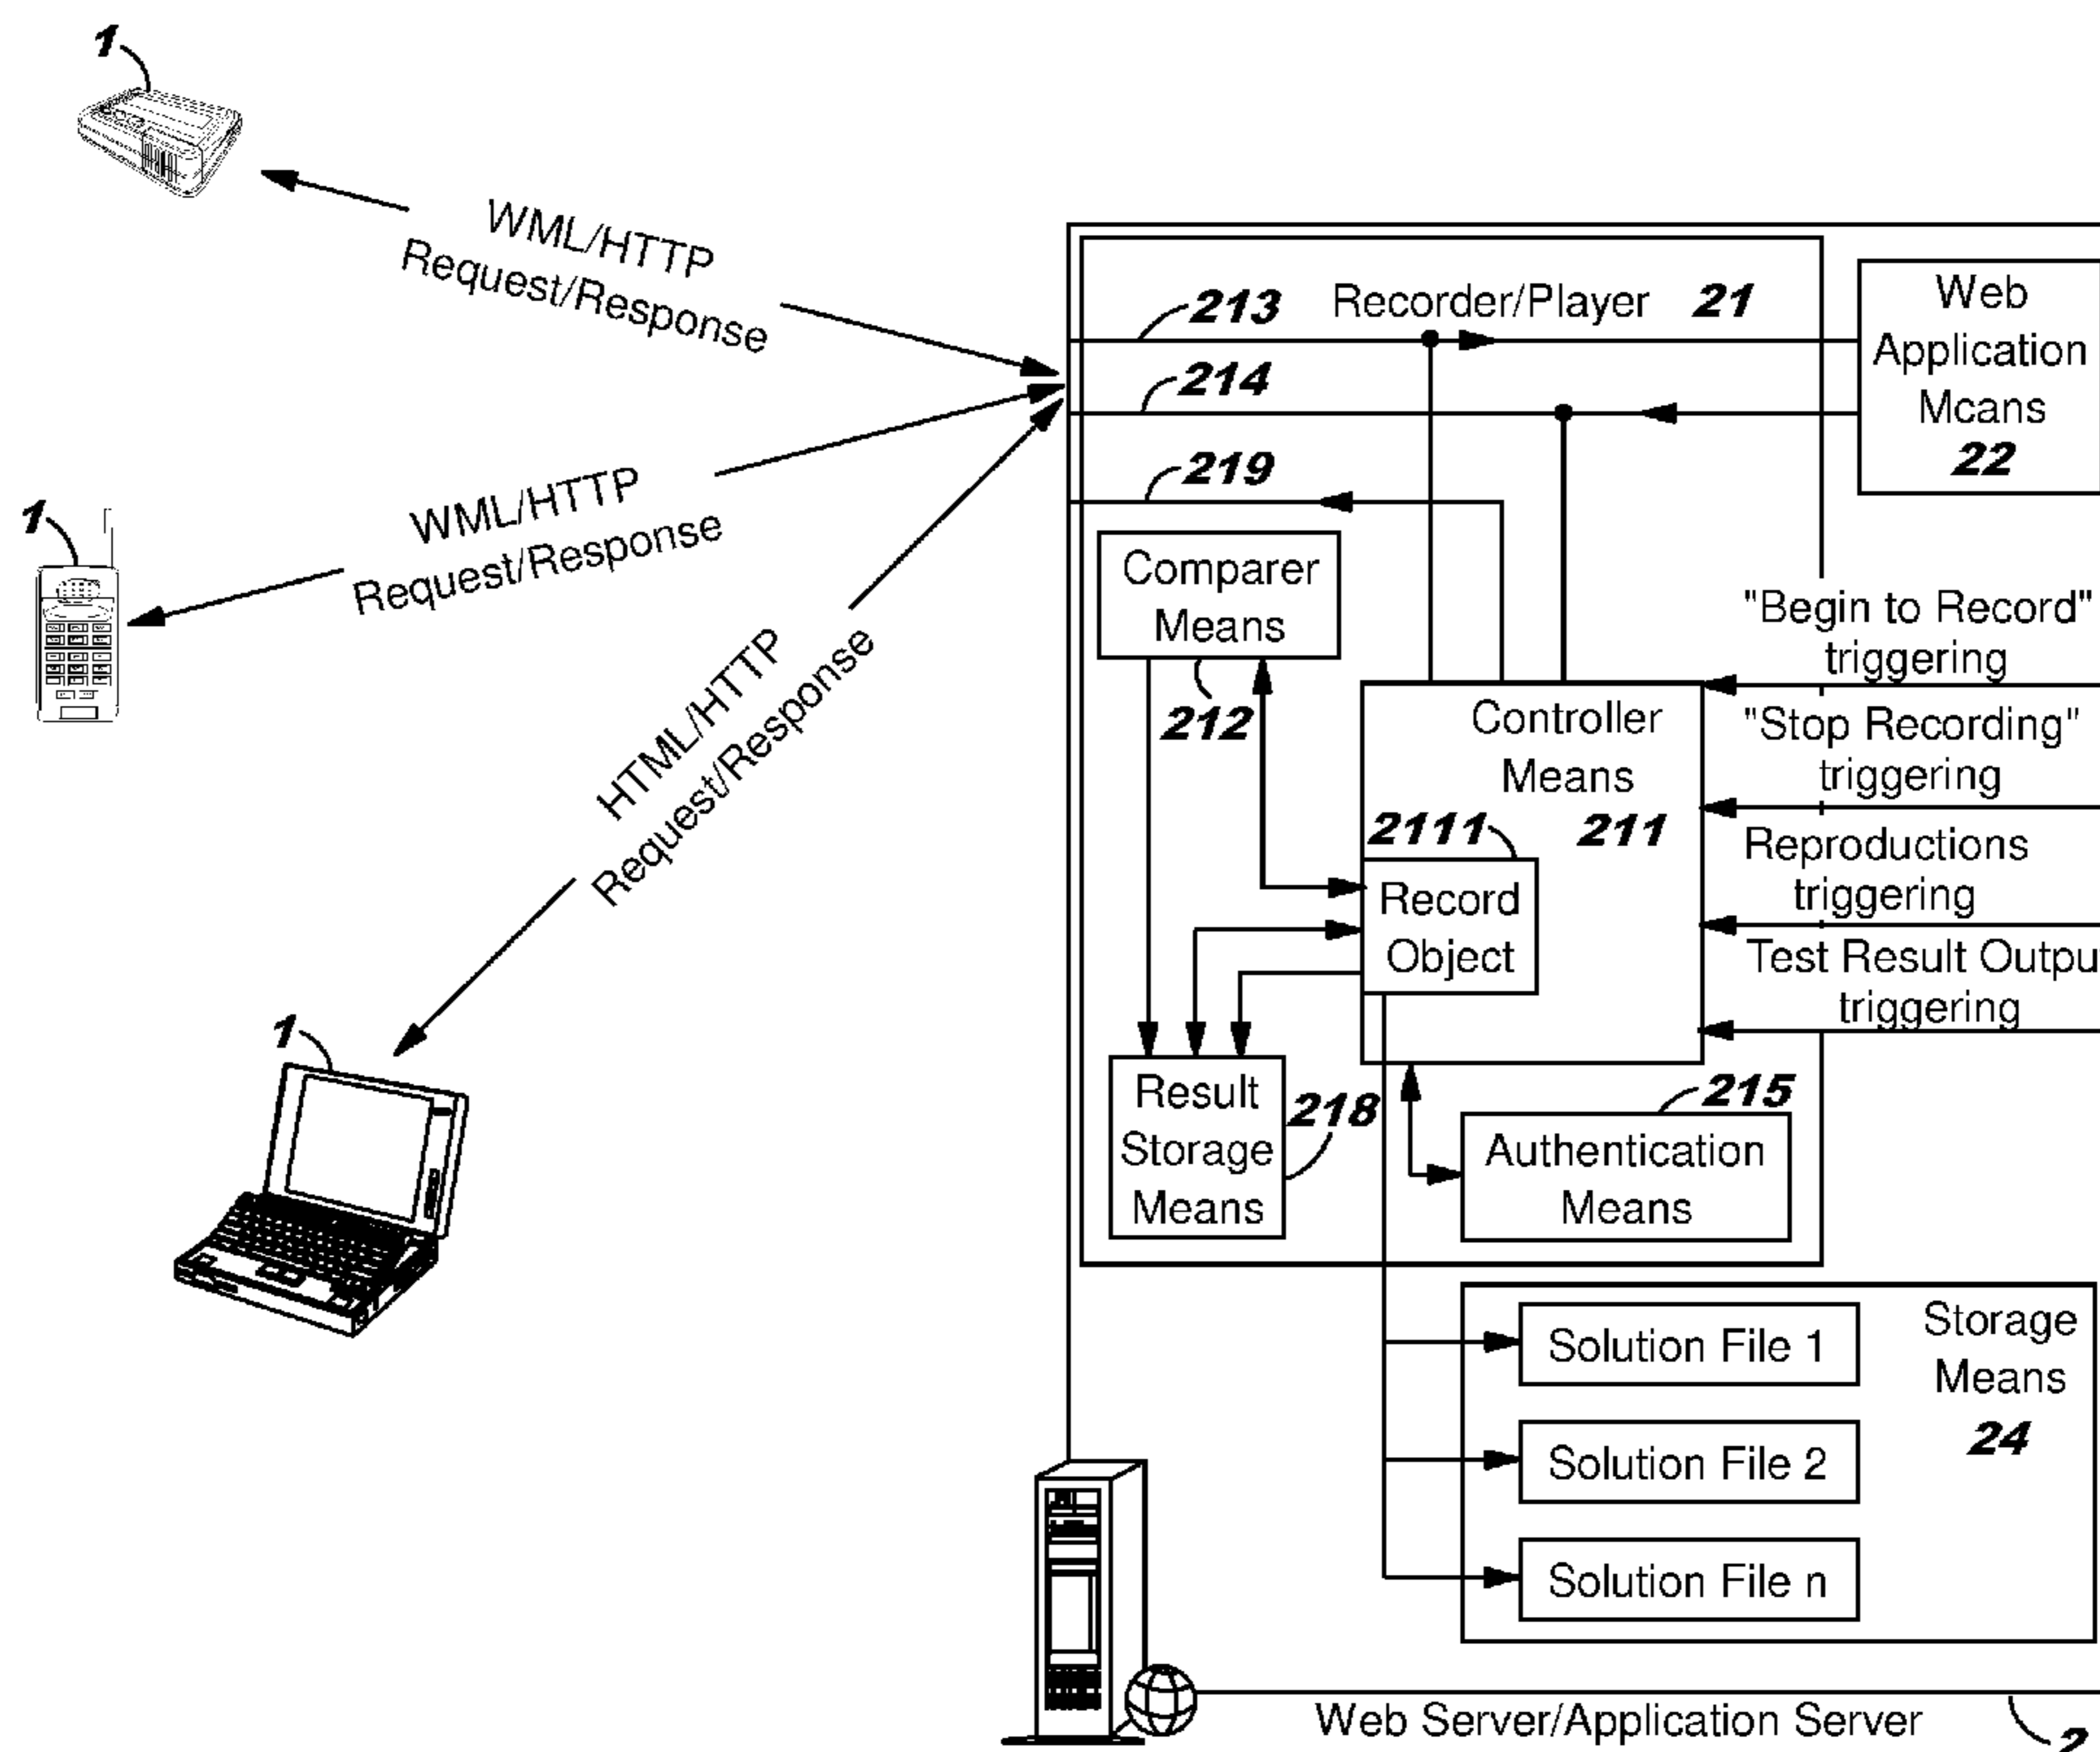 1
WML/HTTP
Request/Response
1
WML/HTTP
Request/Response
HTML/HTTP
Request/Response
1
213
Recorder/Player 21
214
219
Web
Application
Mcans
22
Comparer
Means
212
"Begin to Record"
triggering
"Stop Recording"
triggering
Reproductions
triggering
Test Result Outpu
triggering
Controller
Means
211
2111
Record
Object
Result
Storage
Means
218
215
Authentication
Means
Solution File 1
Solution File 2
Solution File n
Storage
Means
24
Web Server/Application Server
2